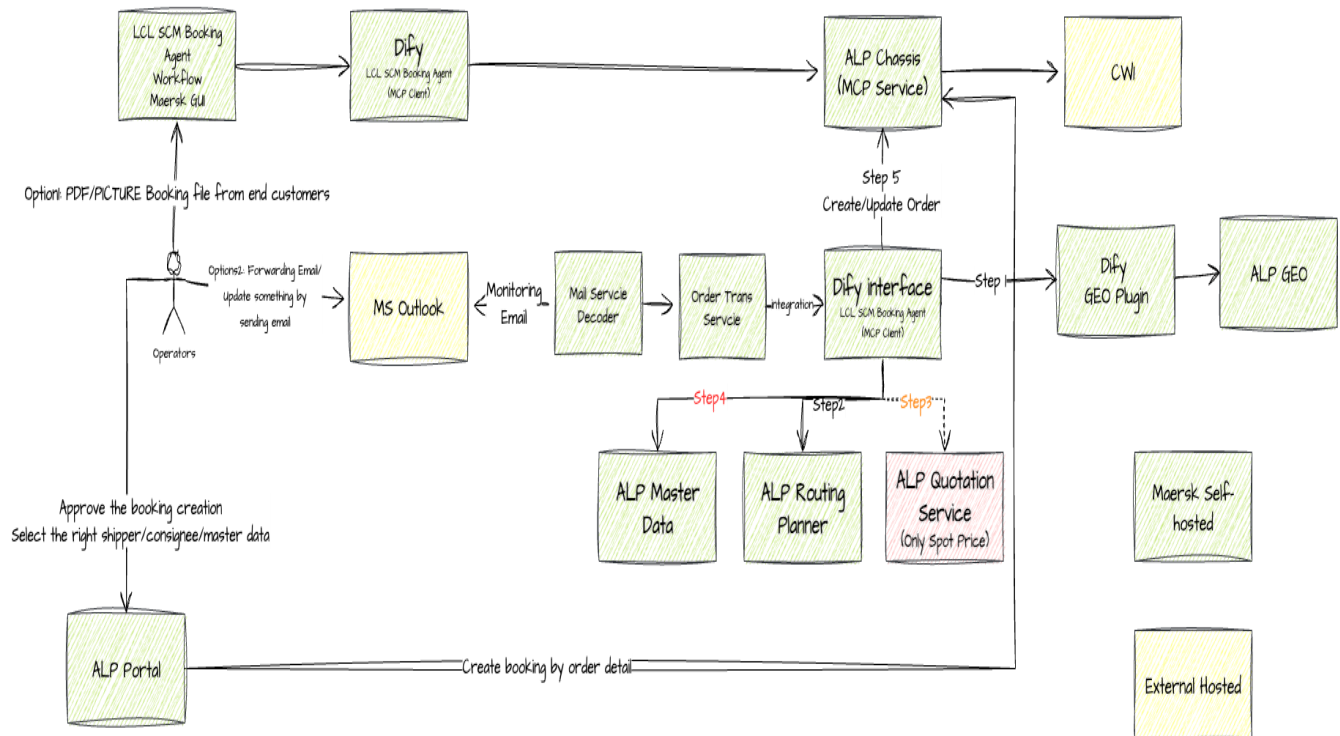 LCL SCM Booking
Agent
Workflow
Maersk GUI
Dify
LCL SCM Booking Agent
(MCP Client)
ALP Chassis
(MCP Service)
CWI
Option1: PDF/PICTURE Booking file from end customers
Step 5
Create/Update Order
Operators
Options2: Forwarding Email/
Update something by
sending email
MS Outlook
Monitoring
Email
Mail Servcie
Decoder
Order Trans
Servcie
integration
Dify interface
LCL SCM Booking Agent
(MCP Client)
Step 1
Dify
GEO Plugin
ALP GEO
Step4
Step2
Step3
ALP Master
Data
ALP Routing
Planner
ALP Quotation
Service
(Only Spot Price)
Maersk Self-
hosted
Approve the booking creation
Select the right shipper/consignee/master data
ALP Portal
Create booking by order detail
External Hosted